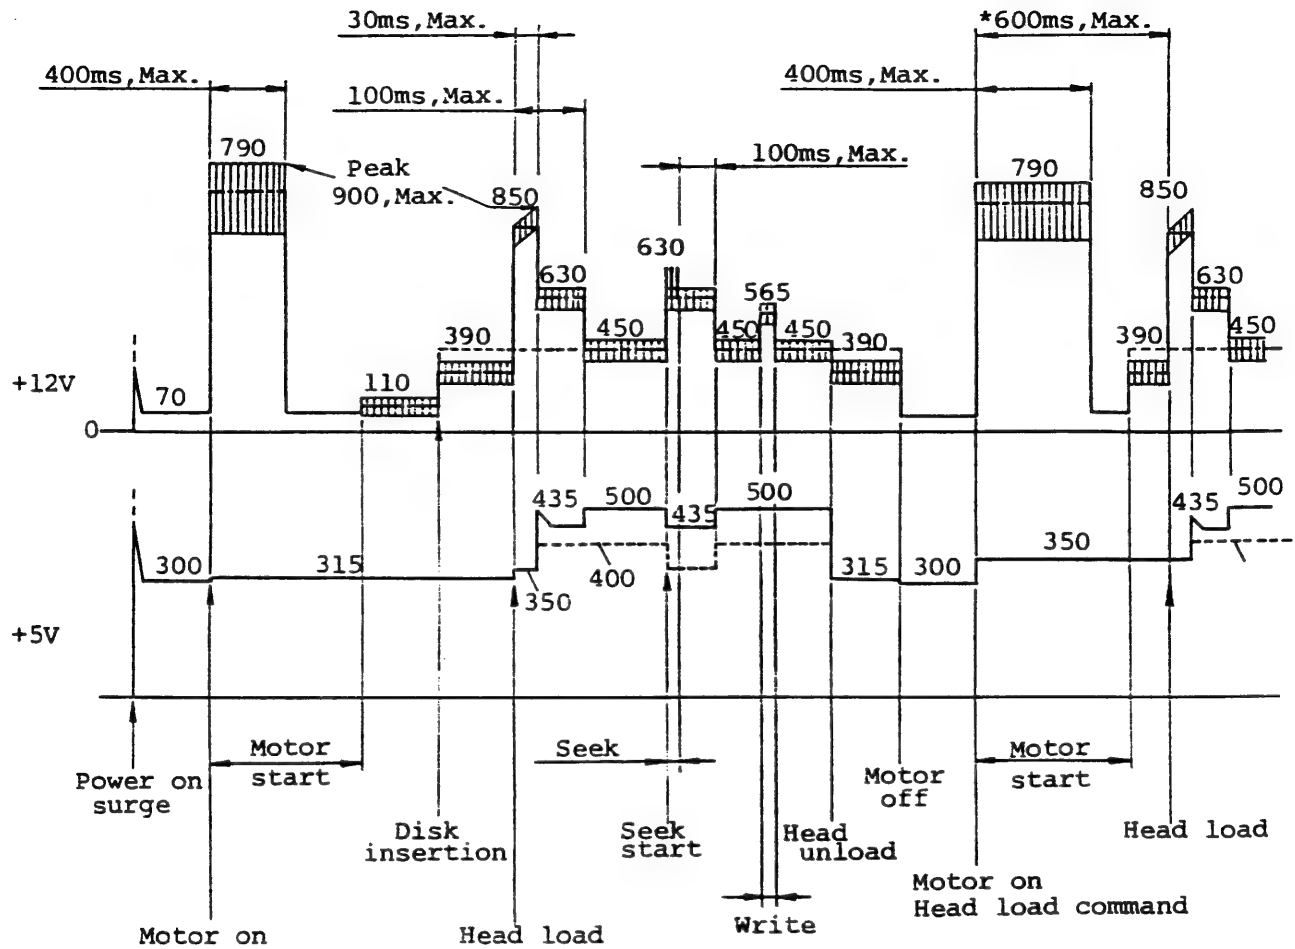 30ms,Max.
*600ms,Max.
400ms,Max.
400ms,Max.
100ms,Max.
790
Peak
900,Max.
850
100ms,Max.
790
850
630
630
565
630
390
450
450
450
390
390
450
+12V
70
110
0
435
500
435
500
435
500
300
315
350
400
315
300
350
+5V
Motor
start
Seek
Motor
start
Power on
surge
Motor
off
Disk
insertion
Seek
start
Head
unload
Head load
Motor on
Head load command
Write
Motor on
Head load